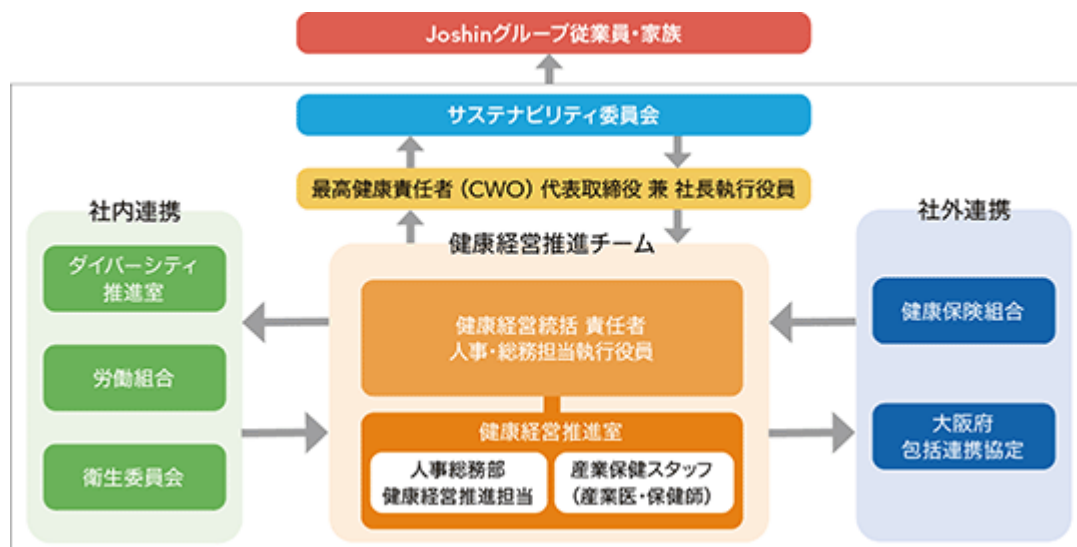 Joshinグループ従業員・家族
サステナビリティ委員会
最高健康責任者（CWO）代表取締役 兼 社長執行役員
社内連携
ダイバーシティ
推進室
労働組合
衛生委員会
健康経営推進チーム
健康経営統括 責任者
人事・総務担当執行役員
健康経営推進室
人事総務部
健康経営推進担当
産業保健スタッフ
（産業医・保健師）
社外連携
健康保険組合
大阪府
包括連携協定